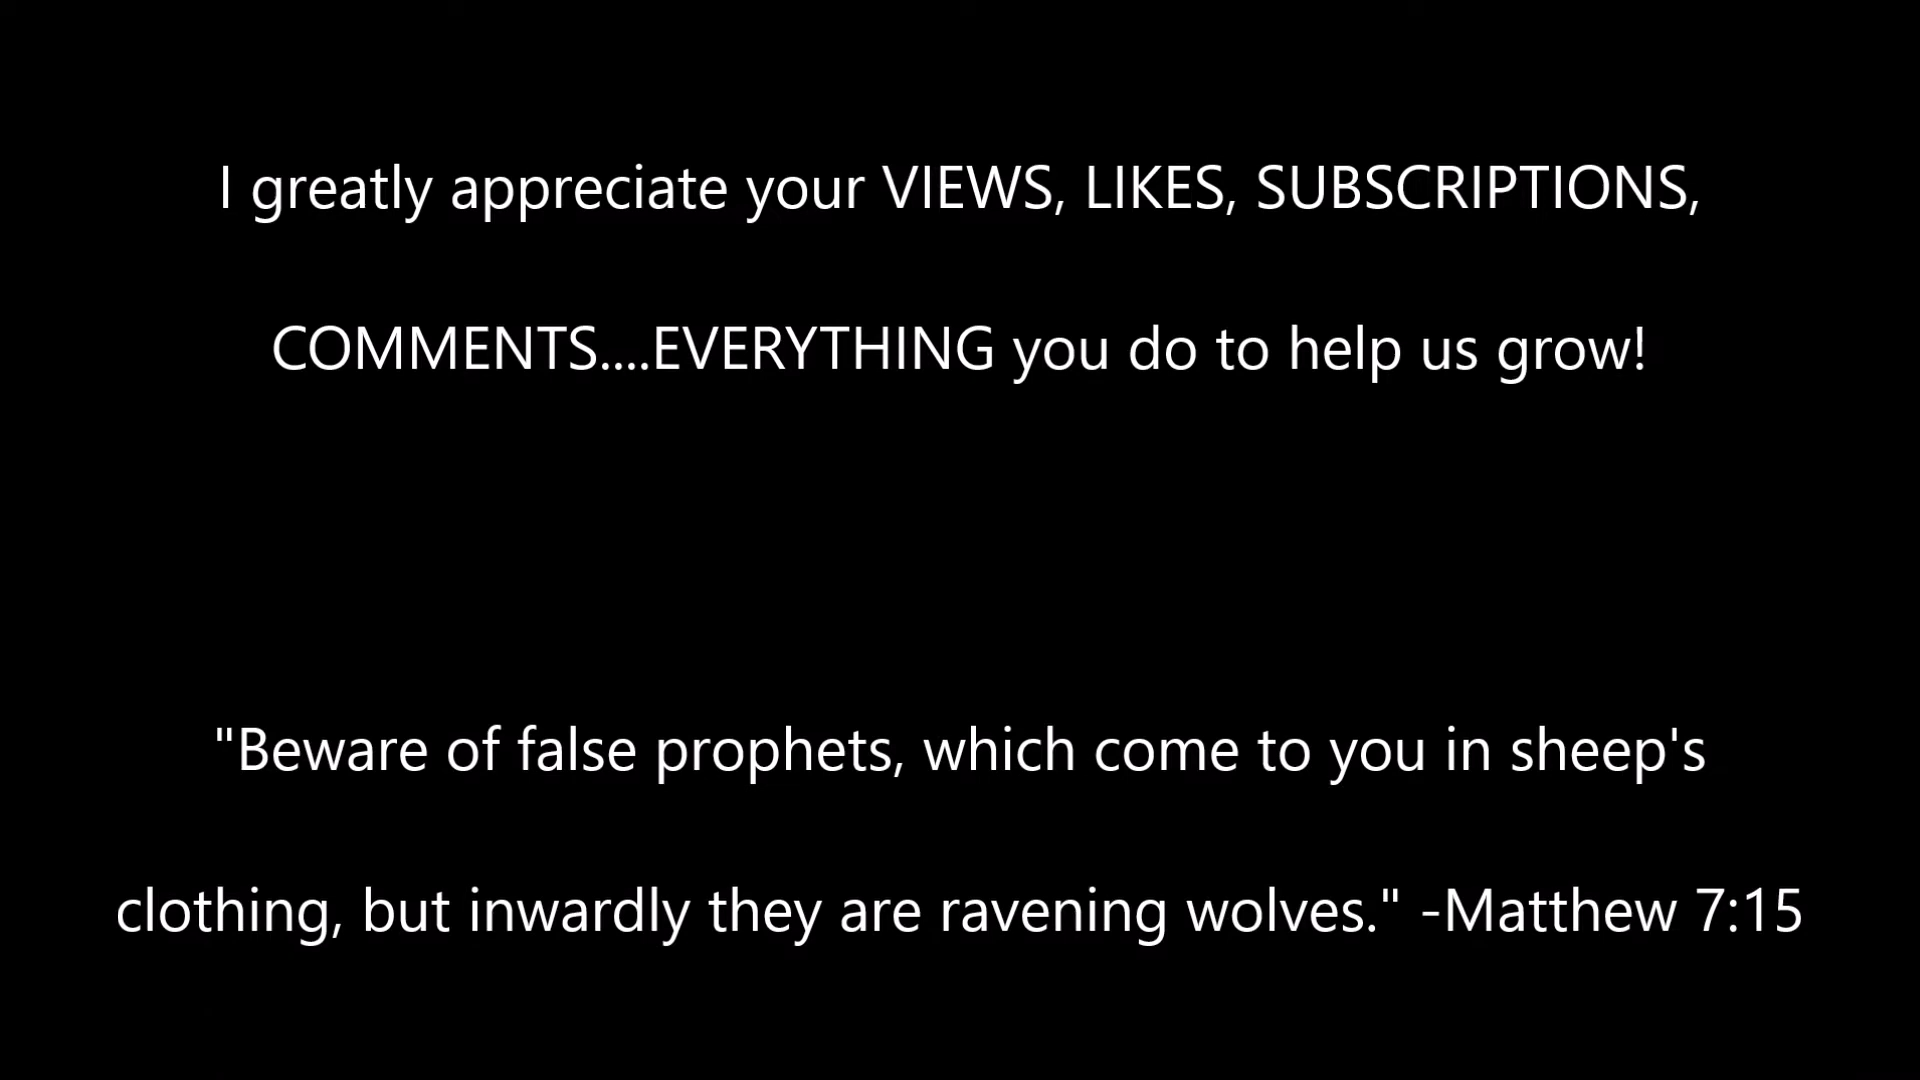 I greatly appreciate your VIEWS, LIKES, SUBSCRIPTIONS,
COMMENTS....EVERYTHING you do to help us grow!
"Beware of false prophets, which come to you in sheep's
clothing, but inwardly they are ravening wolves." -Matthew 7:15